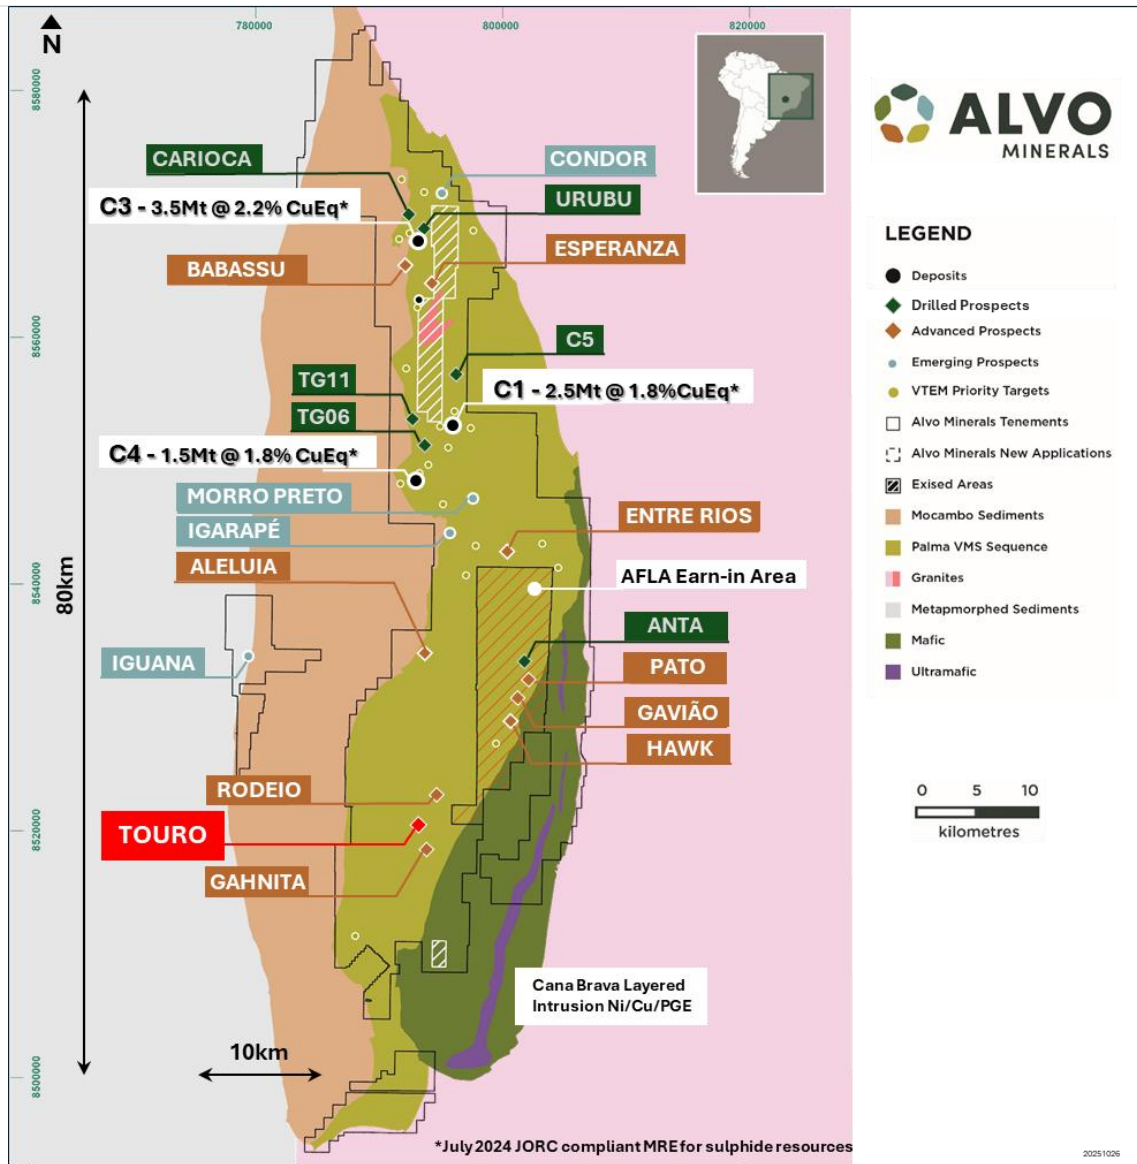 780000
800000
820000
N
8580000
8560000
8540000
8520000
8500000
CARIOCA
CONDOR
C3 - 3.5Mt @ 2.2% CuEq*
URUBU
BABASSU
ESPERANZA
C5
TG11
C1 - 2.5Mt @ 1.8%CuEq*
TG06
C4 - 1.5Mt @ 1.8% CuEq*
MORRO PRETO
ENTRE RIOS
IGARAPÉ
ALELUIA
AFLA Earn-in Area
80km
ANTA
IGUANA
PATO
GAVIÃO
HAWK
RODEIO
TOURO
GAHNITA
Cana Brava Layered
Intrusion Ni/Cu/PGE
10km
*July 2024 JORC compliant MRE for sulphide resources
ALVO
MINERALS
LEGEND
Deposits
Drilled Prospects
Advanced Prospects
Emerging Prospects
VTEM Priority Targets
Alvo Minerals Tenements
Alvo Minerals New Applications
Exised Areas
Mocambo Sediments
Palma VMS Sequence
Granites
Metapmorphed Sediments
Mafic
Ultramafic
0 5 10
kilometres
20251026